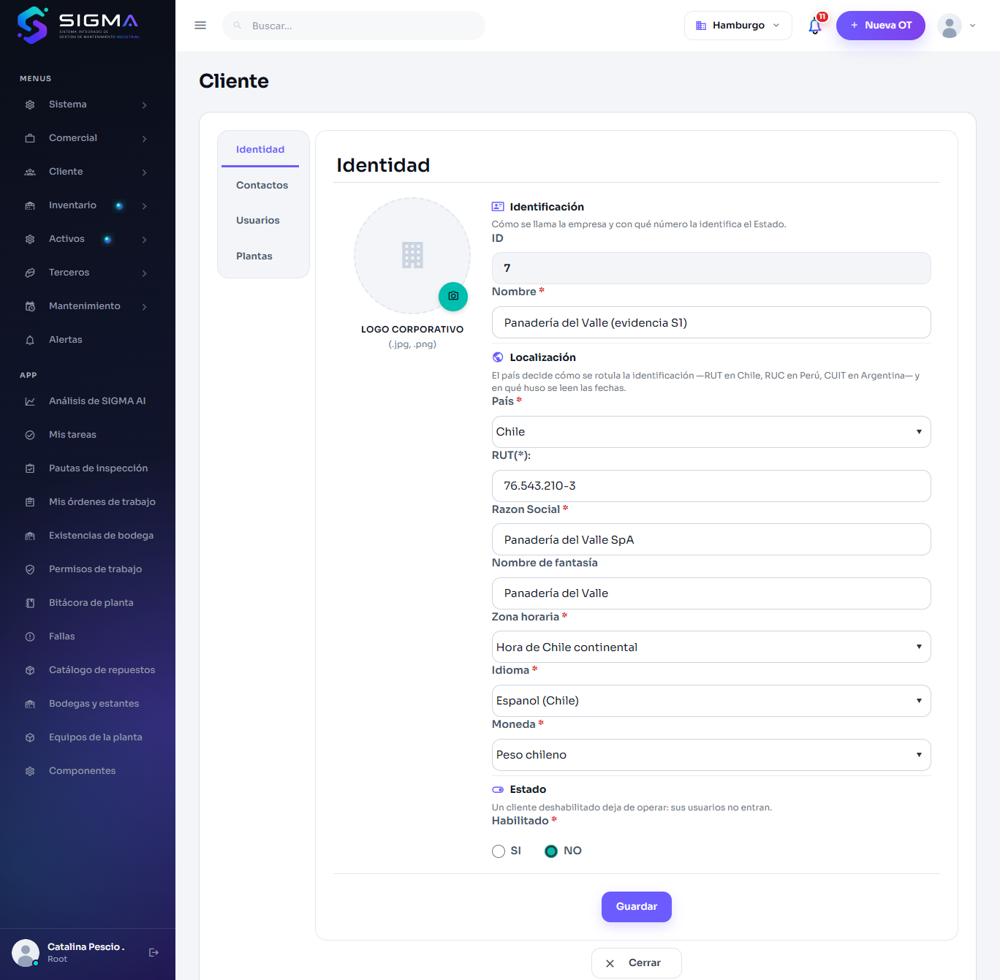 SIGMA
SISTEMA INTEGRADO DE
GESTION DE MANTENIMIENTO INDUSTRIAL
Buscar...
Hamburgo
11
+ Nueva OT
MENUS
Sistema
Comercial
Cliente
Inventario
Activos
Terceros
Mantenimiento
Alertas
APP
Análisis de SIGMA AI
Mis tareas
Pautas de inspección
Mis órdenes de trabajo
Existencias de bodega
Permisos de trabajo
Bitácora de planta
Fallas
Catálogo de repuestos
Bodegas y estantes
Equipos de la planta
Componentes
Catalina Pescio .
Root
Cliente
Identidad
Contactos
Usuarios
Plantas
Identidad
LOGO CORPORATIVO
(.jpg, .png)
Identificación
Cómo se llama la empresa y con qué número la identifica el Estado.
ID
7
Nombre *
Panadería del Valle (evidencia S1)
Localización
El país decide cómo se rotula la identificación —RUT en Chile, RUC en Perú, CUIT en Argentina— y
en qué huso se leen las fechas.
País *
Chile
RUT(*):
76.543.210-3
Razon Social *
Panadería del Valle SpA
Nombre de fantasía
Panadería del Valle
Zona horaria *
Hora de Chile continental
Idioma *
Espanol (Chile)
Moneda *
Peso chileno
Estado
Un cliente deshabilitado deja de operar: sus usuarios no entran.
Habilitado *
SI
NO
Guardar
Cerrar